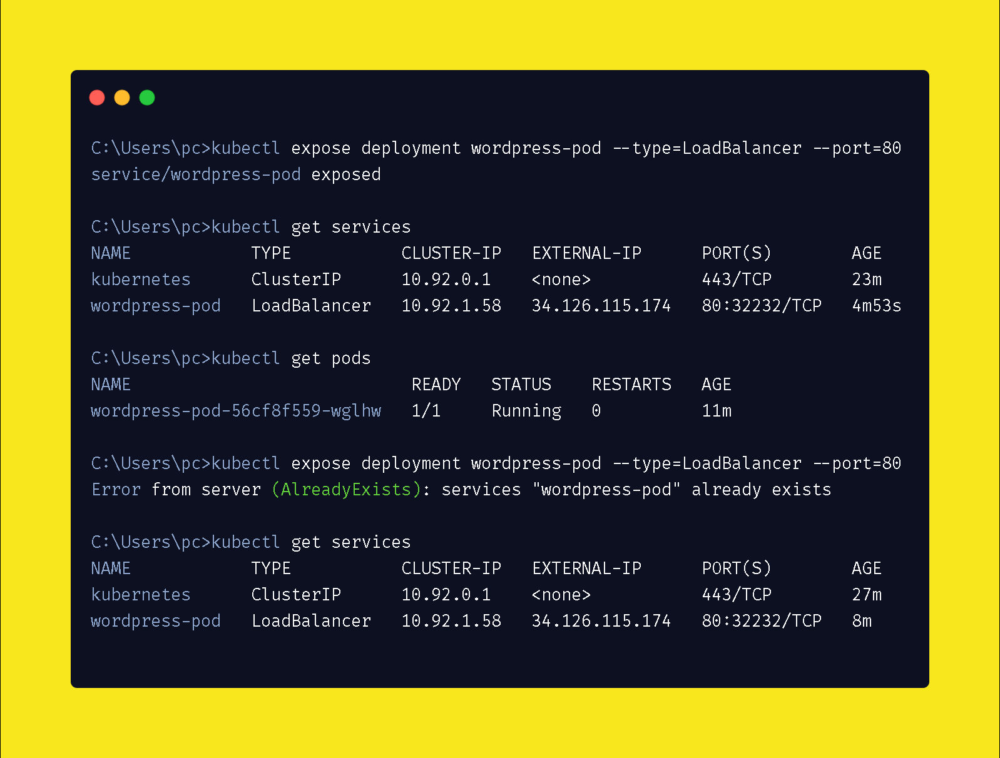 C:\Users\pc>kubectl expose deployment wordpress-pod --type=LoadBalancer --port=80
service/wordpress-pod exposed
C:\Users\pc>kubectl get services
NAME TYPE CLUSTER-IP EXTERNAL-IP PORT(S) AGE
kubernetes ClusterIP 10.92.0.1 <none> 443/TCP 23m
wordpress-pod LoadBalancer 10.92.1.58 34.126.115.174 80:32232/TCP 4m53s
C:\Users\pc>kubectl get pods
NAME READY STATUS RESTARTS AGE
wordpress-pod-56cf8f559-wglhw 1/1 Running 0 11m
C:\Users\pc>kubectl expose deployment wordpress-pod --type=LoadBalancer --port=80
Error from server (AlreadyExists): services "wordpress-pod" already exists
C:\Users\pc>kubectl get services
NAME TYPE CLUSTER-IP EXTERNAL-IP PORT(S) AGE
kubernetes ClusterIP 10.92.0.1 <none> 443/TCP 27m
wordpress-pod LoadBalancer 10.92.1.58 34.126.115.174 80:32232/TCP 8m